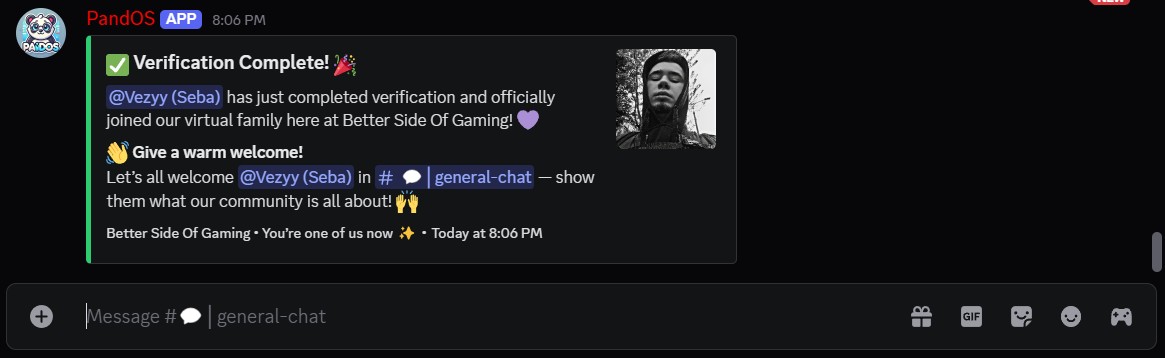 NEW
PandOS APP 8:06 PM
PANDOS
✅ Verification Complete! 🎉
@Vezyy (Seba) has just completed verification and officially
joined our virtual family here at Better Side Of Gaming! 💜
👋 Give a warm welcome!
Let’s all welcome @Vezyy (Seba) in # 💬 | general-chat — show
them what our community is all about! 🙌
Better Side Of Gaming • You’re one of us now ✨ • Today at 8:06 PM
Message #💬 | general-chat
GIF